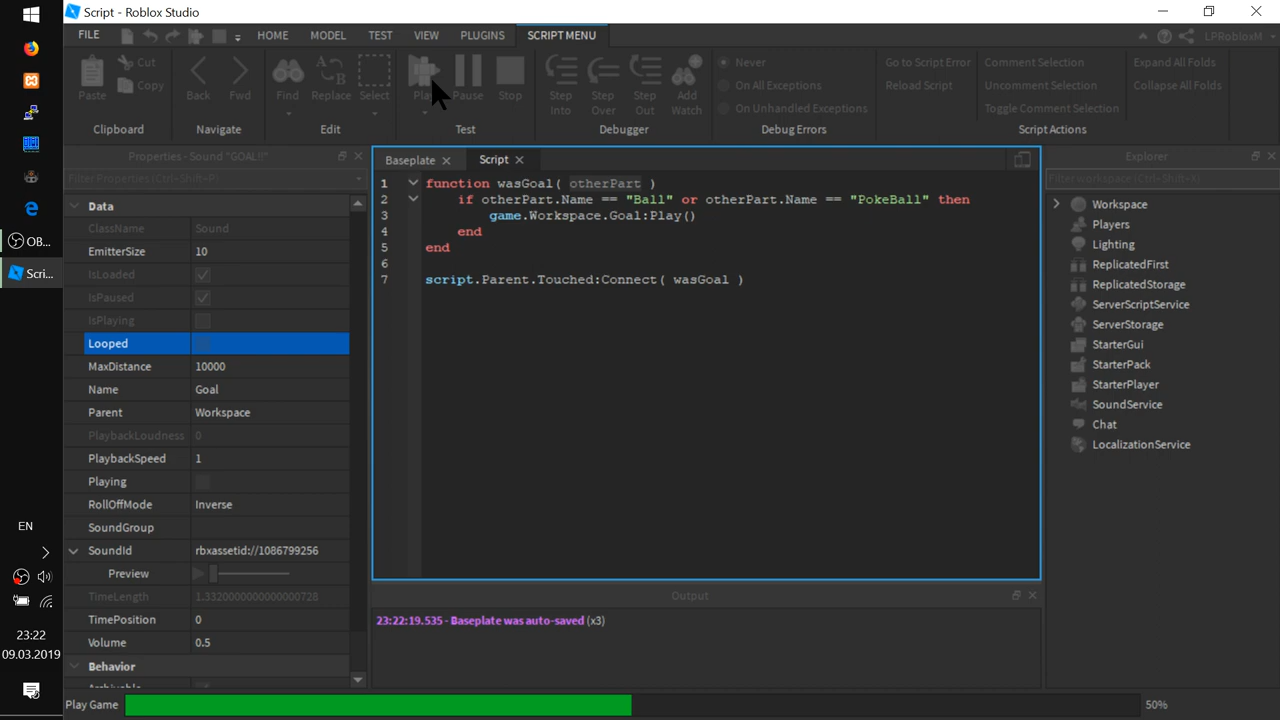 Script - Roblox Studio
FILE HOME MODEL TEST VIEW PLUGINS SCRIPT MENU LPRobloxM
Paste Cut Copy Back Fwd Find Replace Select Play Pause Stop Step Into Step Over Step Out Add Watch
Never
On All Exceptions
On Unhandled Exceptions
Go to Script Error
Reload Script
Comment Selection
Uncomment Selection
Toggle Comment Selection
Expand All Folds
Collapse All Folds
Clipboard Navigate Edit Test Debugger Debug Errors Script Actions
Properties - Sound "GOAL!!"
Filter Properties (Ctrl+Shift+P)
Data
ClassName Sound
EmitterSize 10
IsLoaded
IsPaused
IsPlaying
Looped
MaxDistance 10000
Name Goal
Parent Workspace
PlaybackLoudness 0
PlaybackSpeed 1
Playing
RollOffMode Inverse
SoundGroup
SoundId rbxassetid://1086799256
Preview
TimeLength 1.3320000000000000728
TimePosition 0
Volume 0.5
Behavior
Archivable
Baseplate Script
1 function wasGoal( otherPart )
2 if otherPart.Name == "Ball" or otherPart.Name == "PokeBall" then
3 game.Workspace.Goal:Play()
4 end
5 end
6
7 script.Parent.Touched:Connect( wasGoal )
Output
23:22:19.535 - Baseplate was auto-saved (x3)
Explorer
Filter workspace (Ctrl+Shift+X)
Workspace
Players
Lighting
ReplicatedFirst
ReplicatedStorage
ServerScriptService
ServerStorage
StarterGui
StarterPack
StarterPlayer
SoundService
Chat
LocalizationService
OB...
Scri...
EN
23:22
09.03.2019
Play Game 50%